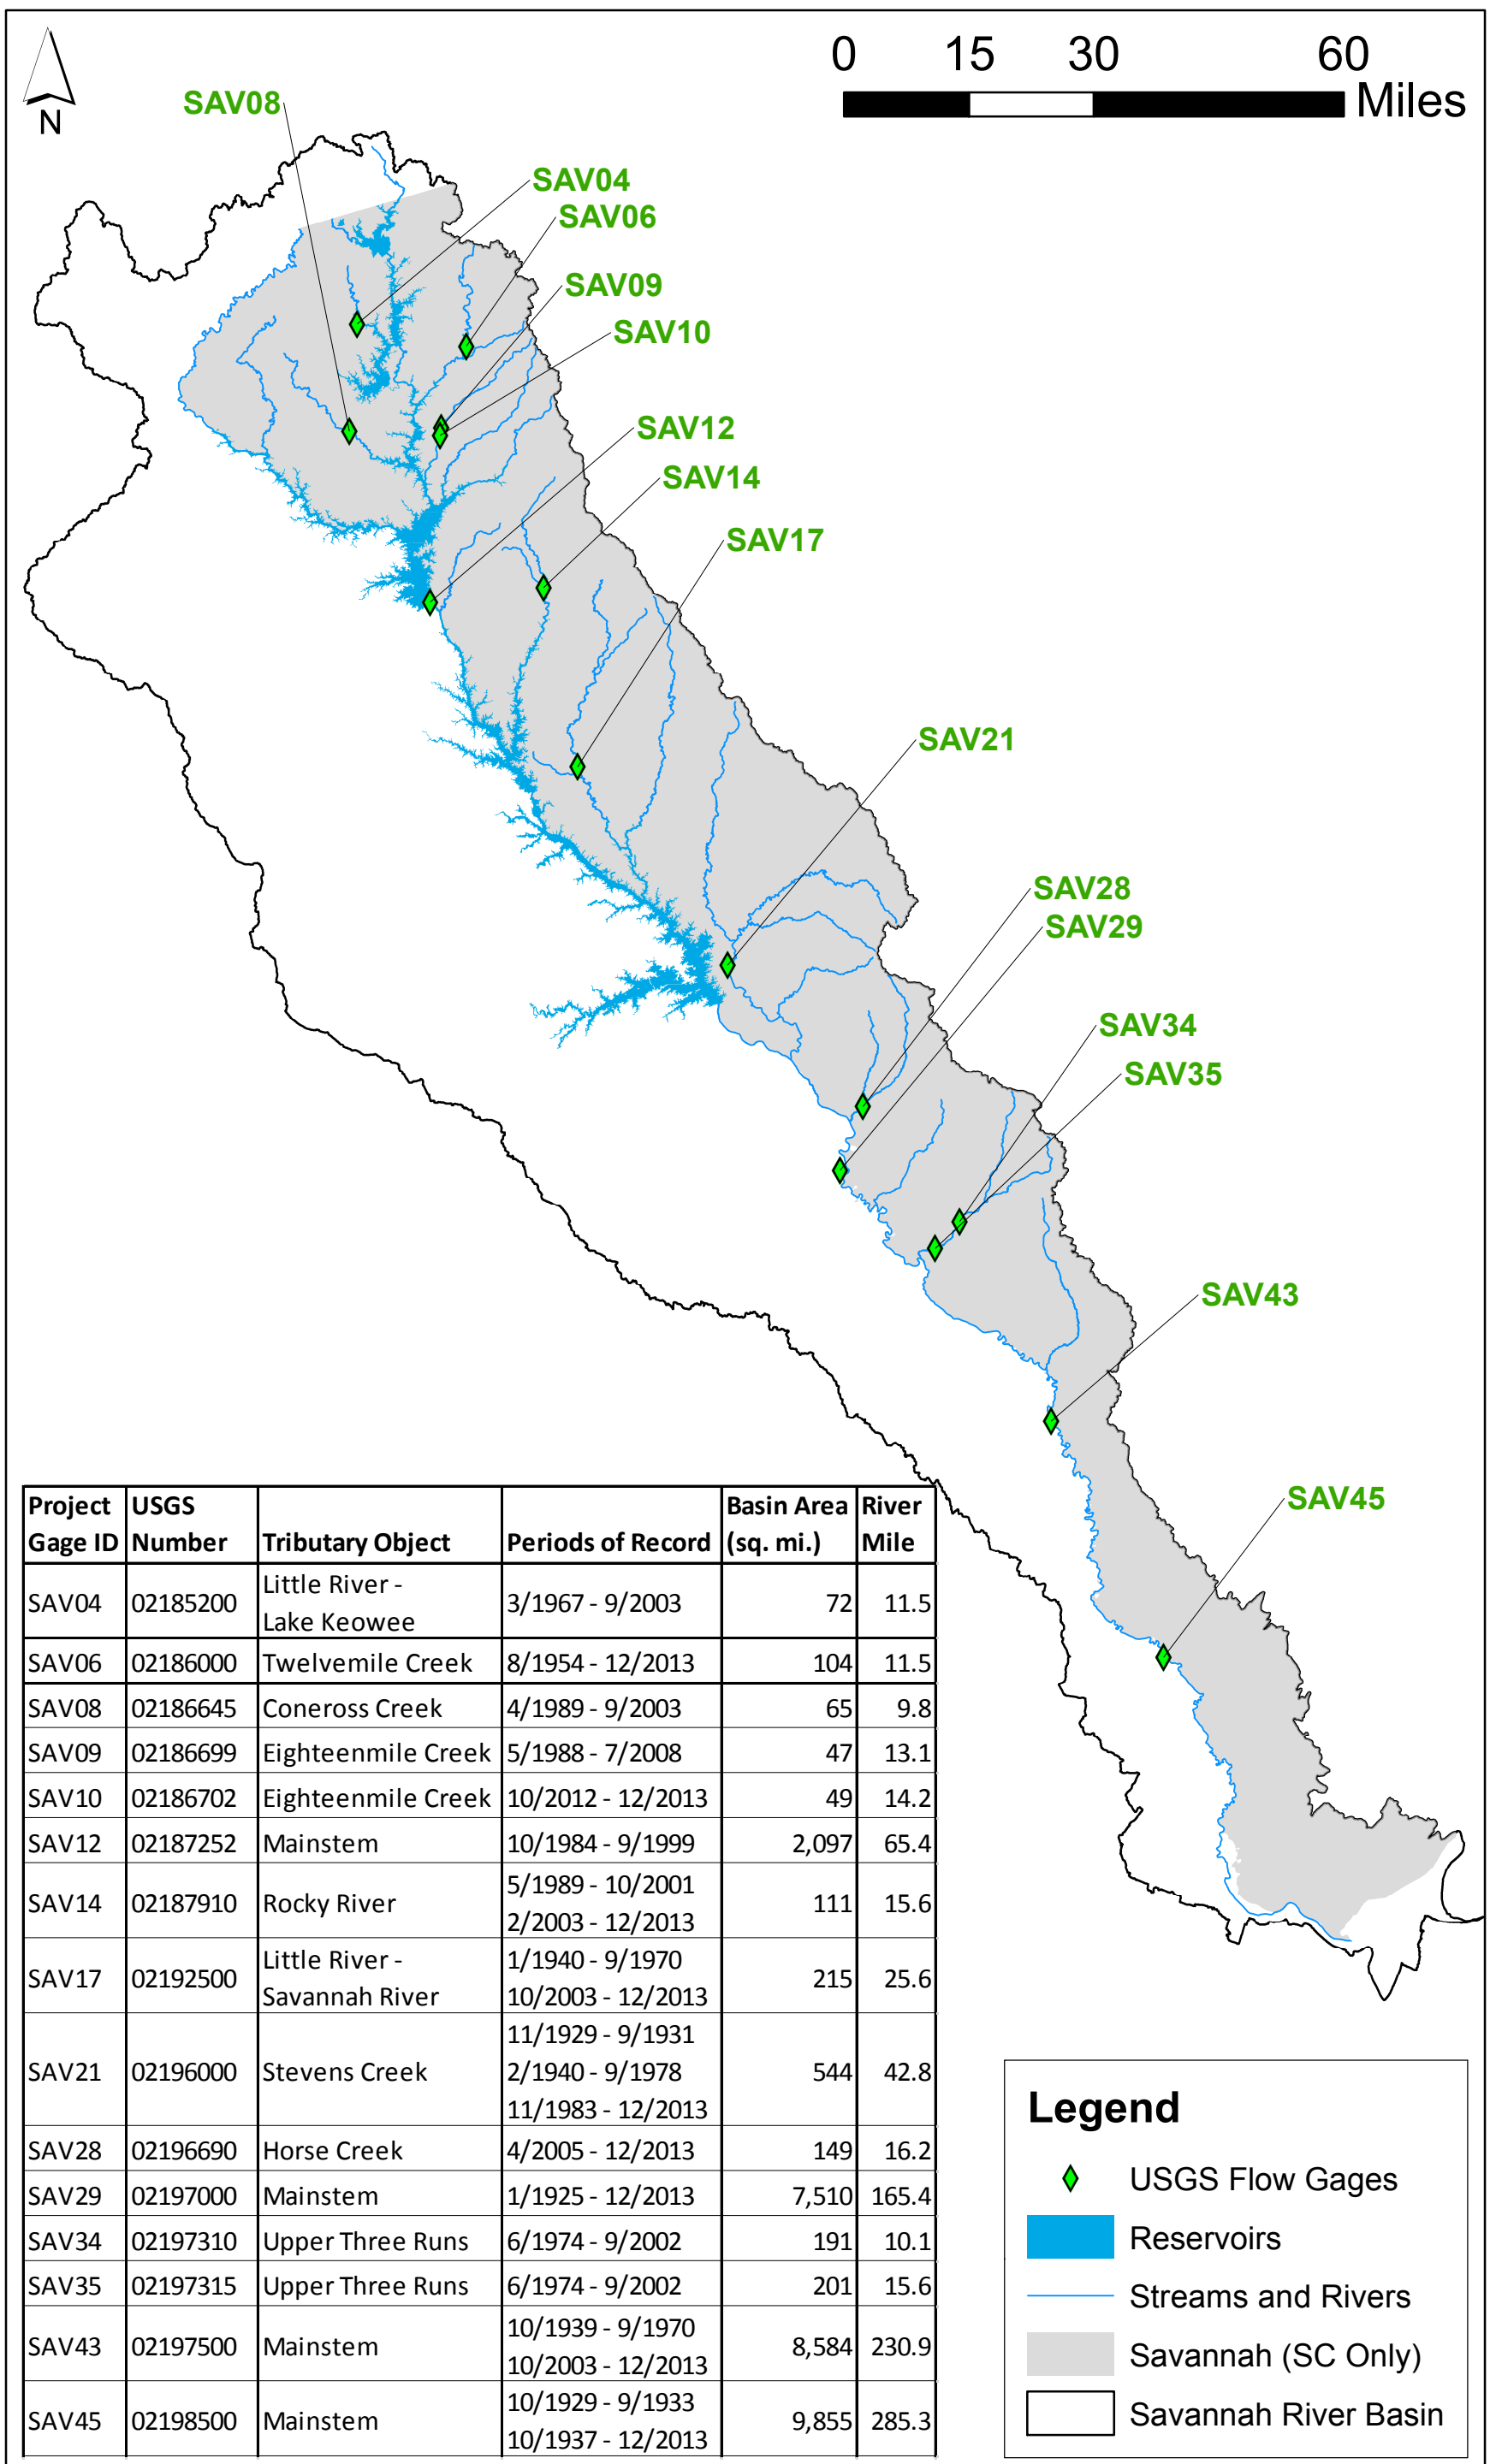 0 15 30 60
Miles
N
SAV08
SAV04
SAV06
SAV09
SAV10
SAV12
SAV14
SAV17
SAV21
SAV28
SAV29
SAV34
SAV35
SAV43
SAV45
Project Gage ID USGS Number Tributary Object Periods of Record Basin Area (sq. mi.) River Mile
SAV04 02185200 Little River - Lake Keowee 3/1967 - 9/2003 72 11.5
SAV06 02186000 Twelvemile Creek 8/1954 - 12/2013 104 11.5
SAV08 02186645 Coneross Creek 4/1989 - 9/2003 65 9.8
SAV09 02186699 Eighteenmile Creek 5/1988 - 7/2008 47 13.1
SAV10 02186702 Eighteenmile Creek 10/2012 - 12/2013 49 14.2
SAV12 02187252 Mainstem 10/1984 - 9/1999 2,097 65.4
SAV14 02187910 Rocky River 5/1989 - 10/2001 2/2003 - 12/2013 111 15.6
SAV17 02192500 Little River - Savannah River 1/1940 - 9/1970 10/2003 - 12/2013 215 25.6
SAV21 02196000 Stevens Creek 11/1929 - 9/1931 2/1940 - 9/1978 11/1983 - 12/2013 544 42.8
SAV28 02196690 Horse Creek 4/2005 - 12/2013 149 16.2
SAV29 02197000 Mainstem 1/1925 - 12/2013 7,510 165.4
SAV34 02197310 Upper Three Runs 6/1974 - 9/2002 191 10.1
SAV35 02197315 Upper Three Runs 6/1974 - 9/2002 201 15.6
SAV43 02197500 Mainstem 10/1939 - 9/1970 10/2003 - 12/2013 8,584 230.9
SAV45 02198500 Mainstem 10/1929 - 9/1933 10/1937 - 12/2013 9,855 285.3
Legend
USGS Flow Gages
Reservoirs
Streams and Rivers
Savannah (SC Only)
Savannah River Basin